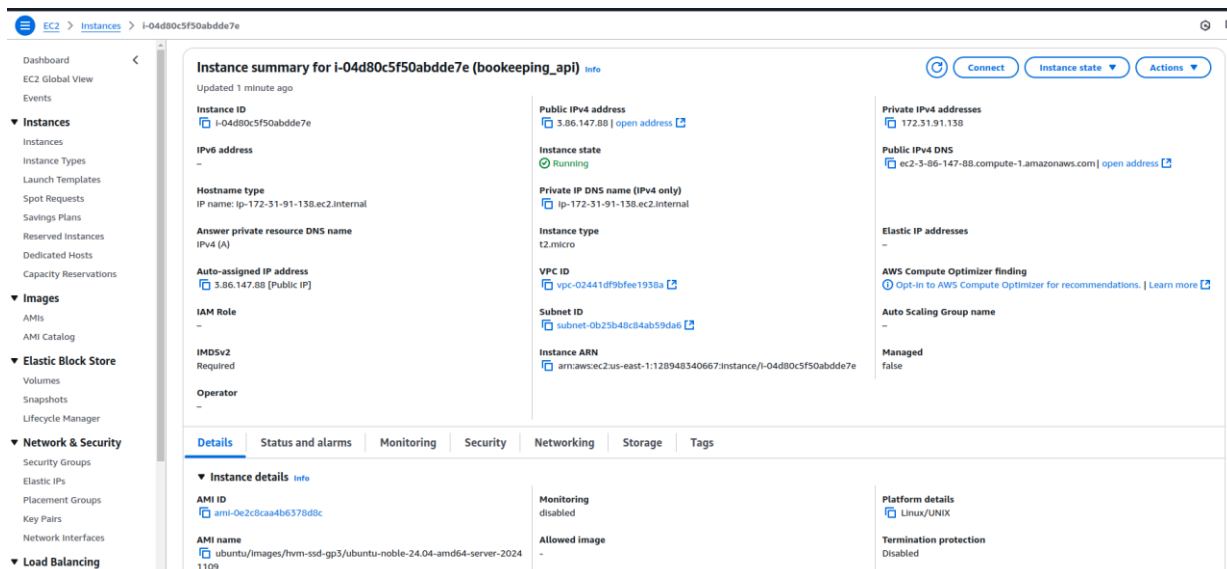 EC2 > Instances > i-04d80c5f50abdde7e
Dashboard
EC2 Global View
Events
Instances
Instances
Instance Types
Launch Templates
Spot Requests
Savings Plans
Reserved Instances
Dedicated Hosts
Capacity Reservations
Images
AMIs
AMI Catalog
Elastic Block Store
Volumes
Snapshots
Lifecycle Manager
Network & Security
Security Groups
Elastic IPs
Placement Groups
Key Pairs
Network Interfaces
Load Balancing
Instance summary for i-04d80c5f50abdde7e (bookeeping_api) Info
Connect
Instance state
Actions
Updated 1 minute ago
Instance ID
i-04d80c5f50abdde7e
Public IPv4 address
3.86.147.88 | open address
Private IPv4 addresses
172.31.91.138
IPv6 address
–
Instance state
Running
Public IPv4 DNS
ec2-3-86-147-88.compute-1.amazonaws.com | open address
Hostname type
IP name: ip-172-31-91-138.ec2.internal
Private IP DNS name (IPv4 only)
ip-172-31-91-138.ec2.internal
Answer private resource DNS name
IPv4 (A)
Instance type
t2.micro
Elastic IP addresses
–
Auto-assigned IP address
3.86.147.88 [Public IP]
VPC ID
vpc-02441df9bfee1938a
AWS Compute Optimizer finding
Opt-in to AWS Compute Optimizer for recommendations. | Learn more
IAM Role
–
Subnet ID
subnet-0b25b48c84ab59da6
Auto Scaling Group name
–
IMDSv2
Required
Instance ARN
arn:aws:ec2:us-east-1:128948340667:instance/i-04d80c5f50abdde7e
Managed
false
Operator
–
Details
Status and alarms
Monitoring
Security
Networking
Storage
Tags
Instance details Info
AMI ID
ami-0e2c8caa4b6378d8c
Monitoring
disabled
Platform details
Linux/UNIX
AMI name
ubuntu/images/hvm-ssd-gp3/ubuntu-noble-24.04-amd64-server-2024
1109
Allowed image
-
Termination protection
Disabled